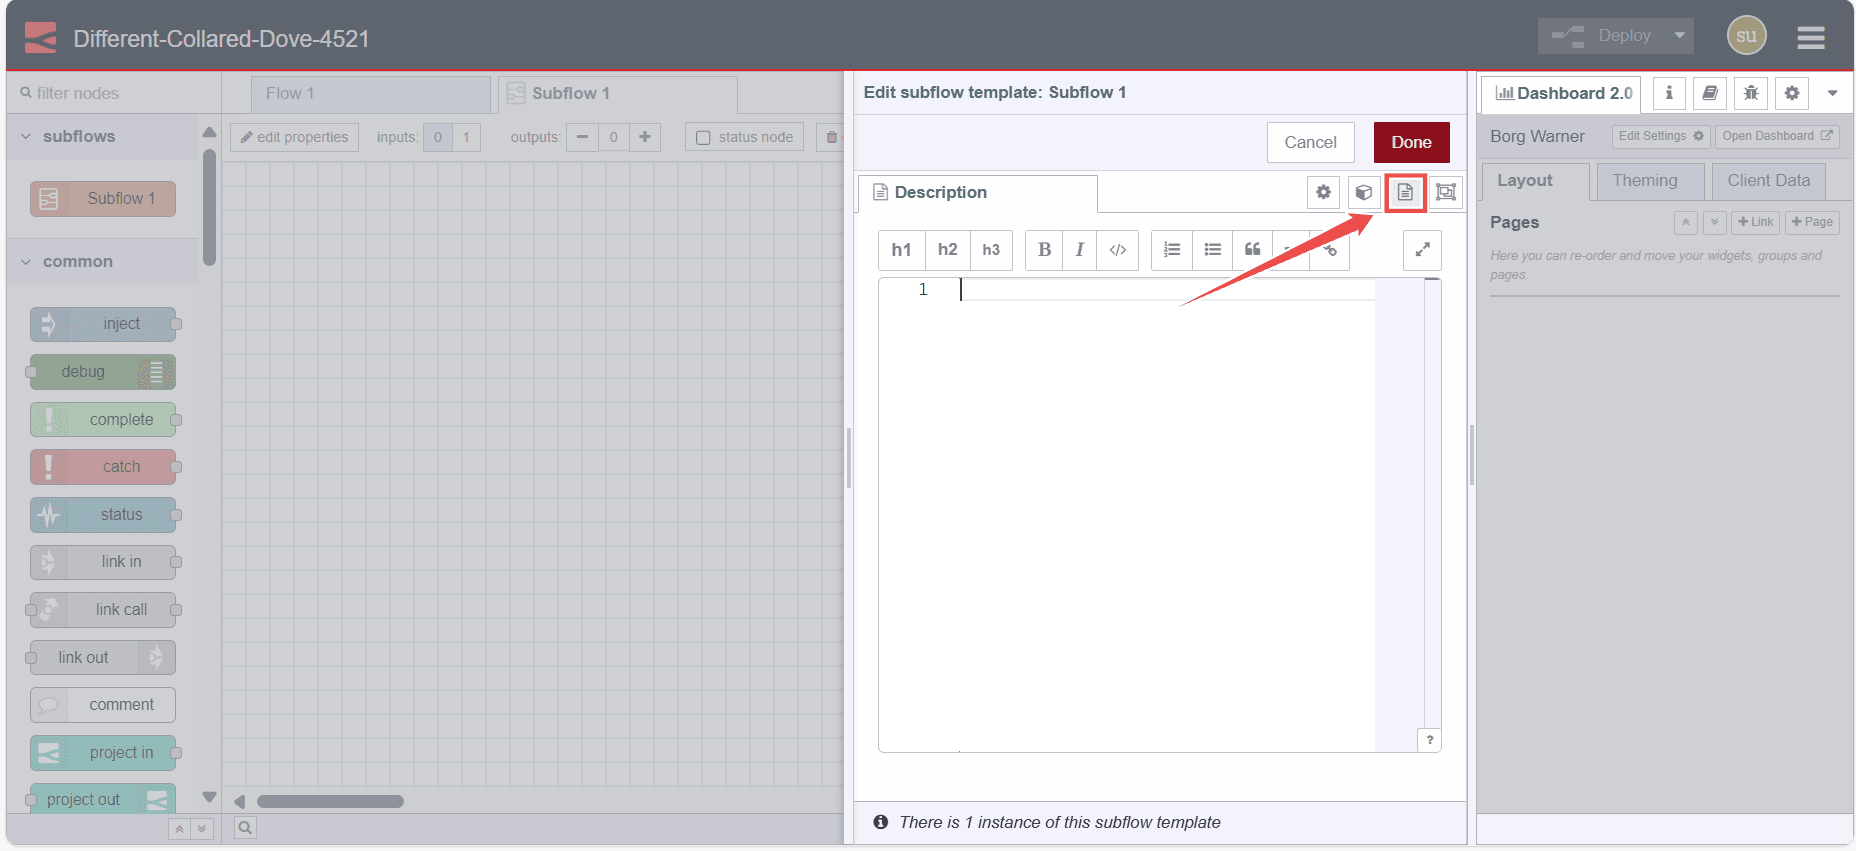 Different-Collared-Dove-4521
Deploy
su
filter nodes
Flow 1
Subflow 1
Edit subflow template: Subflow 1
Dashboard 2.0
subflows
edit properties
inputs: 0 1
outputs: 0
status node
Cancel
Done
Borg Warner
Edit Settings
Open Dashboard
Subflow 1
Description
Layout
Theming
Client Data
Pages
Link
Page
Here you can re-order and move your widgets, groups and
pages.
common
h1
h2
h3
B
I
</>
1
inject
debug
complete
catch
status
link in
link call
link out
comment
project in
project out
?
There is 1 instance of this subflow template